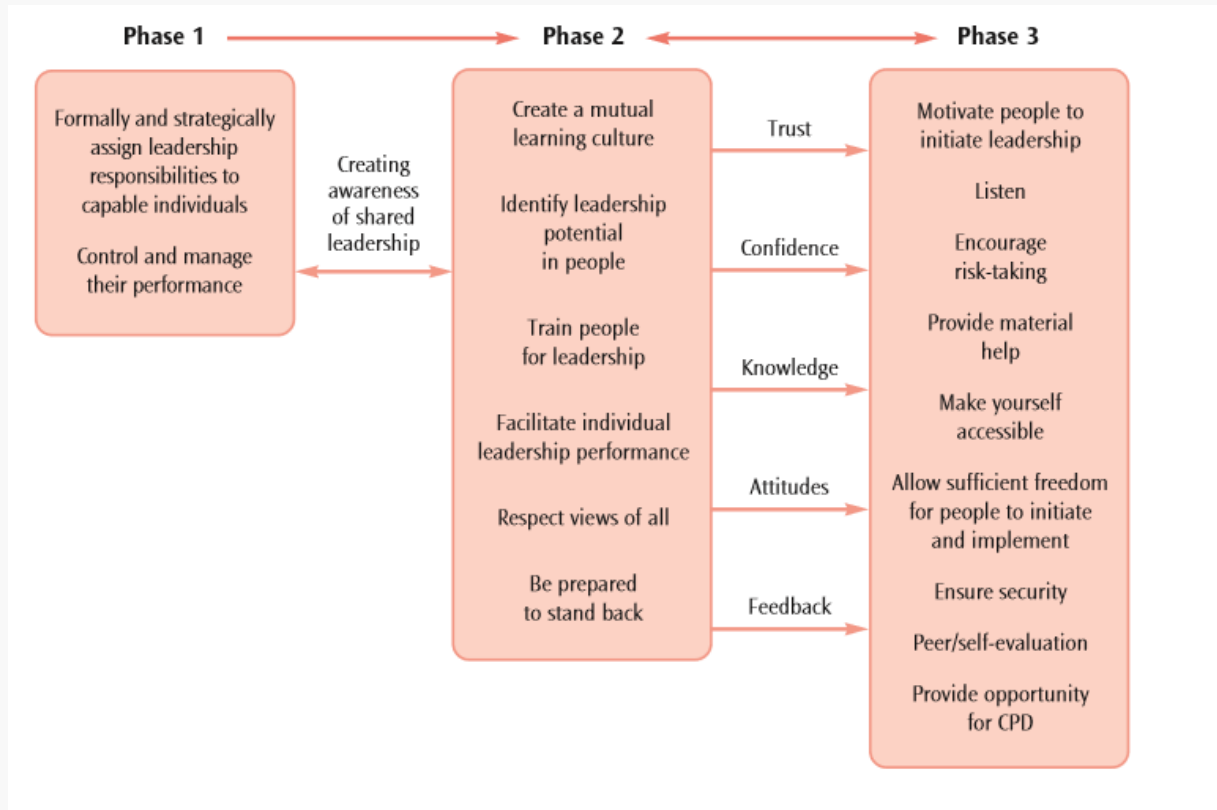 Phase 1
Phase 2
Phase 3
Formally and strategically
assign leadership
responsibilities to
capable individuals
Control and manage
their performance
Creating
awareness
of shared
leadership
Create a mutual
learning culture
Identify leadership
potential
in people
Train people
for leadership
Facilitate individual
leadership performance
Respect views of all
Be prepared
to stand back
Trust
Confidence
Knowledge
Attitudes
Feedback
Motivate people to
initiate leadership
Listen
Encourage
risk-taking
Provide material
help
Make yourself
accessible
Allow sufficient freedom
for people to initiate
and implement
Ensure security
Peer/self-evaluation
Provide opportunity
for CPD